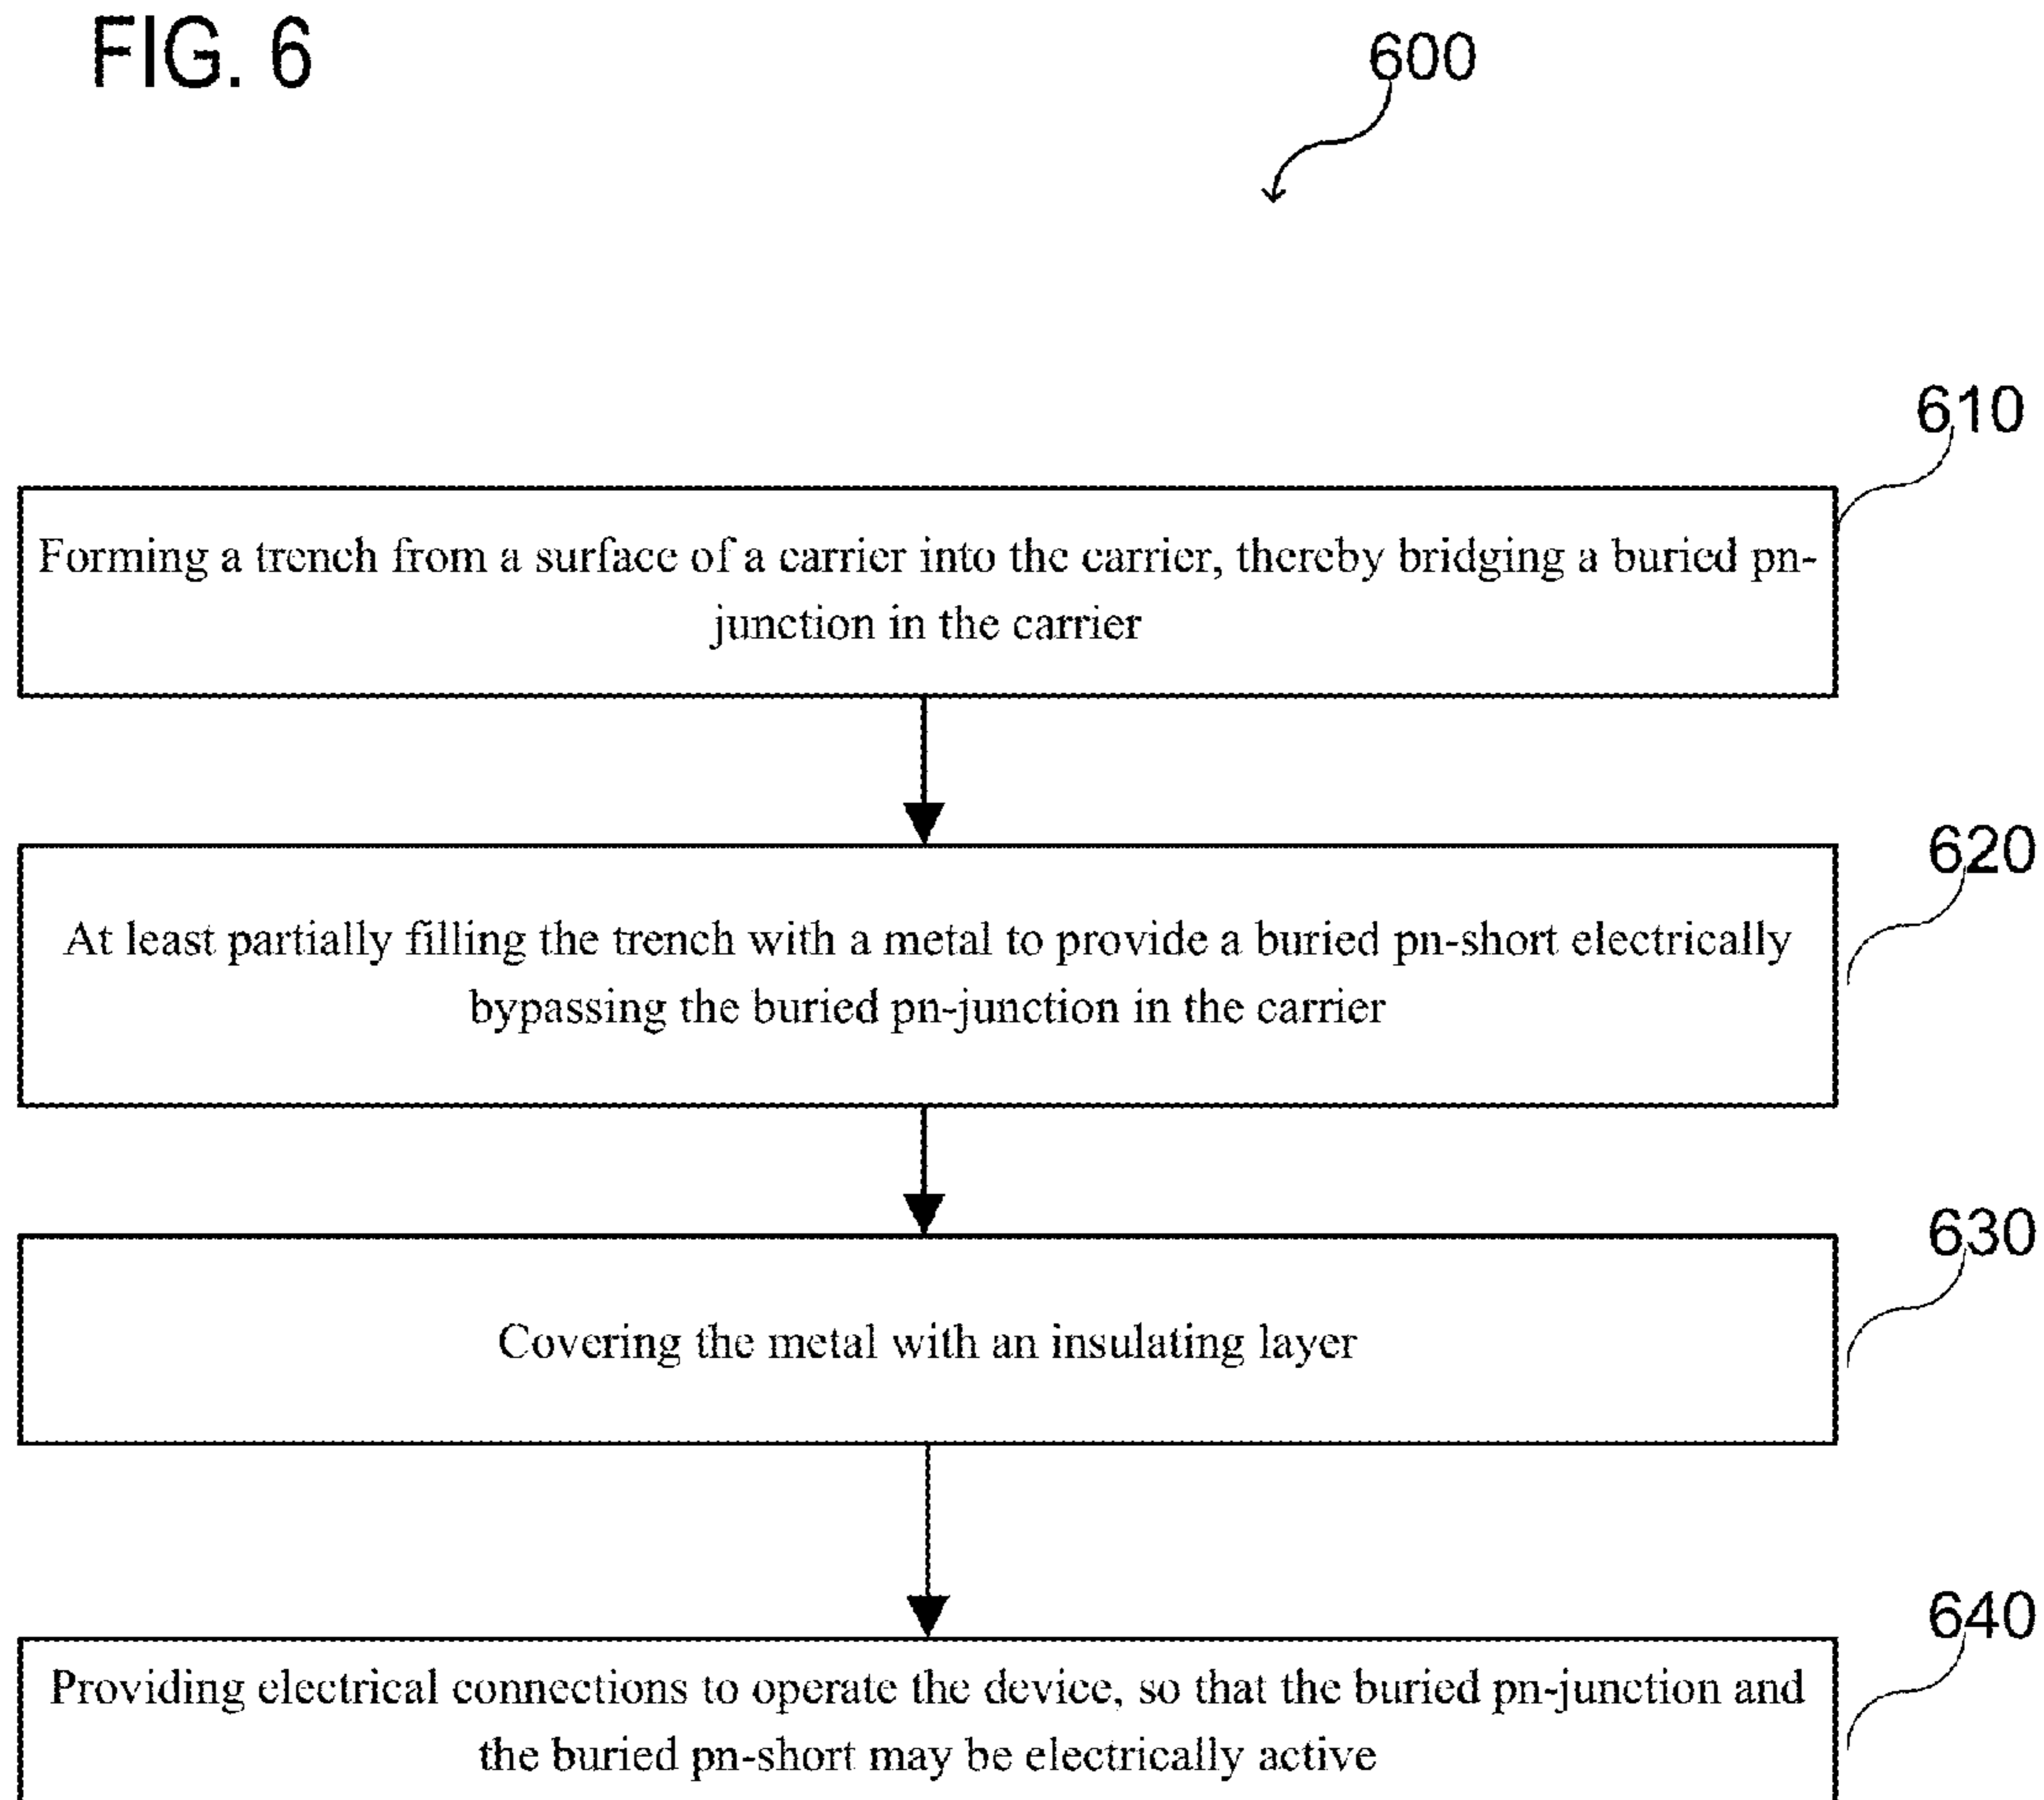 FIG. 6
600
610
Forming a trench from a surface of a carrier into the carrier, thereby bridging a buried pn-
junction in the carrier
620
At least partially filling the trench with a metal to provide a buried pn-short electrically
bypassing the buried pn-junction in the carrier
630
Covering the metal with an insulating layer
640
Providing electrical connections to operate the device, so that the buried pn-junction and
the buried pn-short may be electrically active